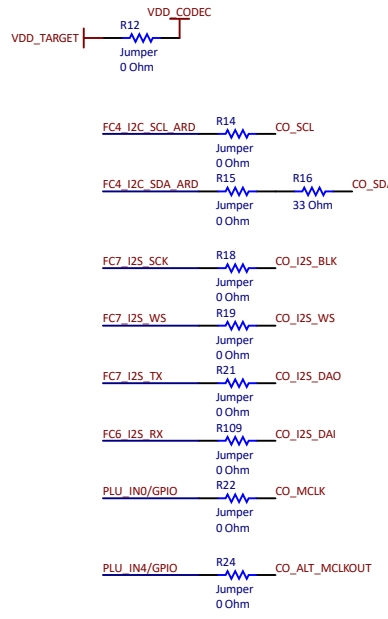 VDD_CODEC
R12
VDD_TARGET
Jumper
0 Ohm
R14
FC4_I2C_SCL_ARD CO_SCL
Jumper
0 Ohm
R15 R16
FC4_I2C_SDA_ARD CO_SDA
Jumper 33 Ohm
0 Ohm
R18
FC7_I2S_SCK CO_I2S_BLK
Jumper
0 Ohm
R19
FC7_I2S_WS CO_I2S_WS
Jumper
0 Ohm
R21
FC7_I2S_TX CO_I2S_DAO
Jumper
0 Ohm
R109
FC6_I2S_RX CO_I2S_DAI
Jumper
0 Ohm
R22
PLU_IN0/GPIO CO_MCLK
Jumper
0 Ohm
R24
PLU_IN4/GPIO CO_ALT_MCLKOUT
Jumper
0 Ohm